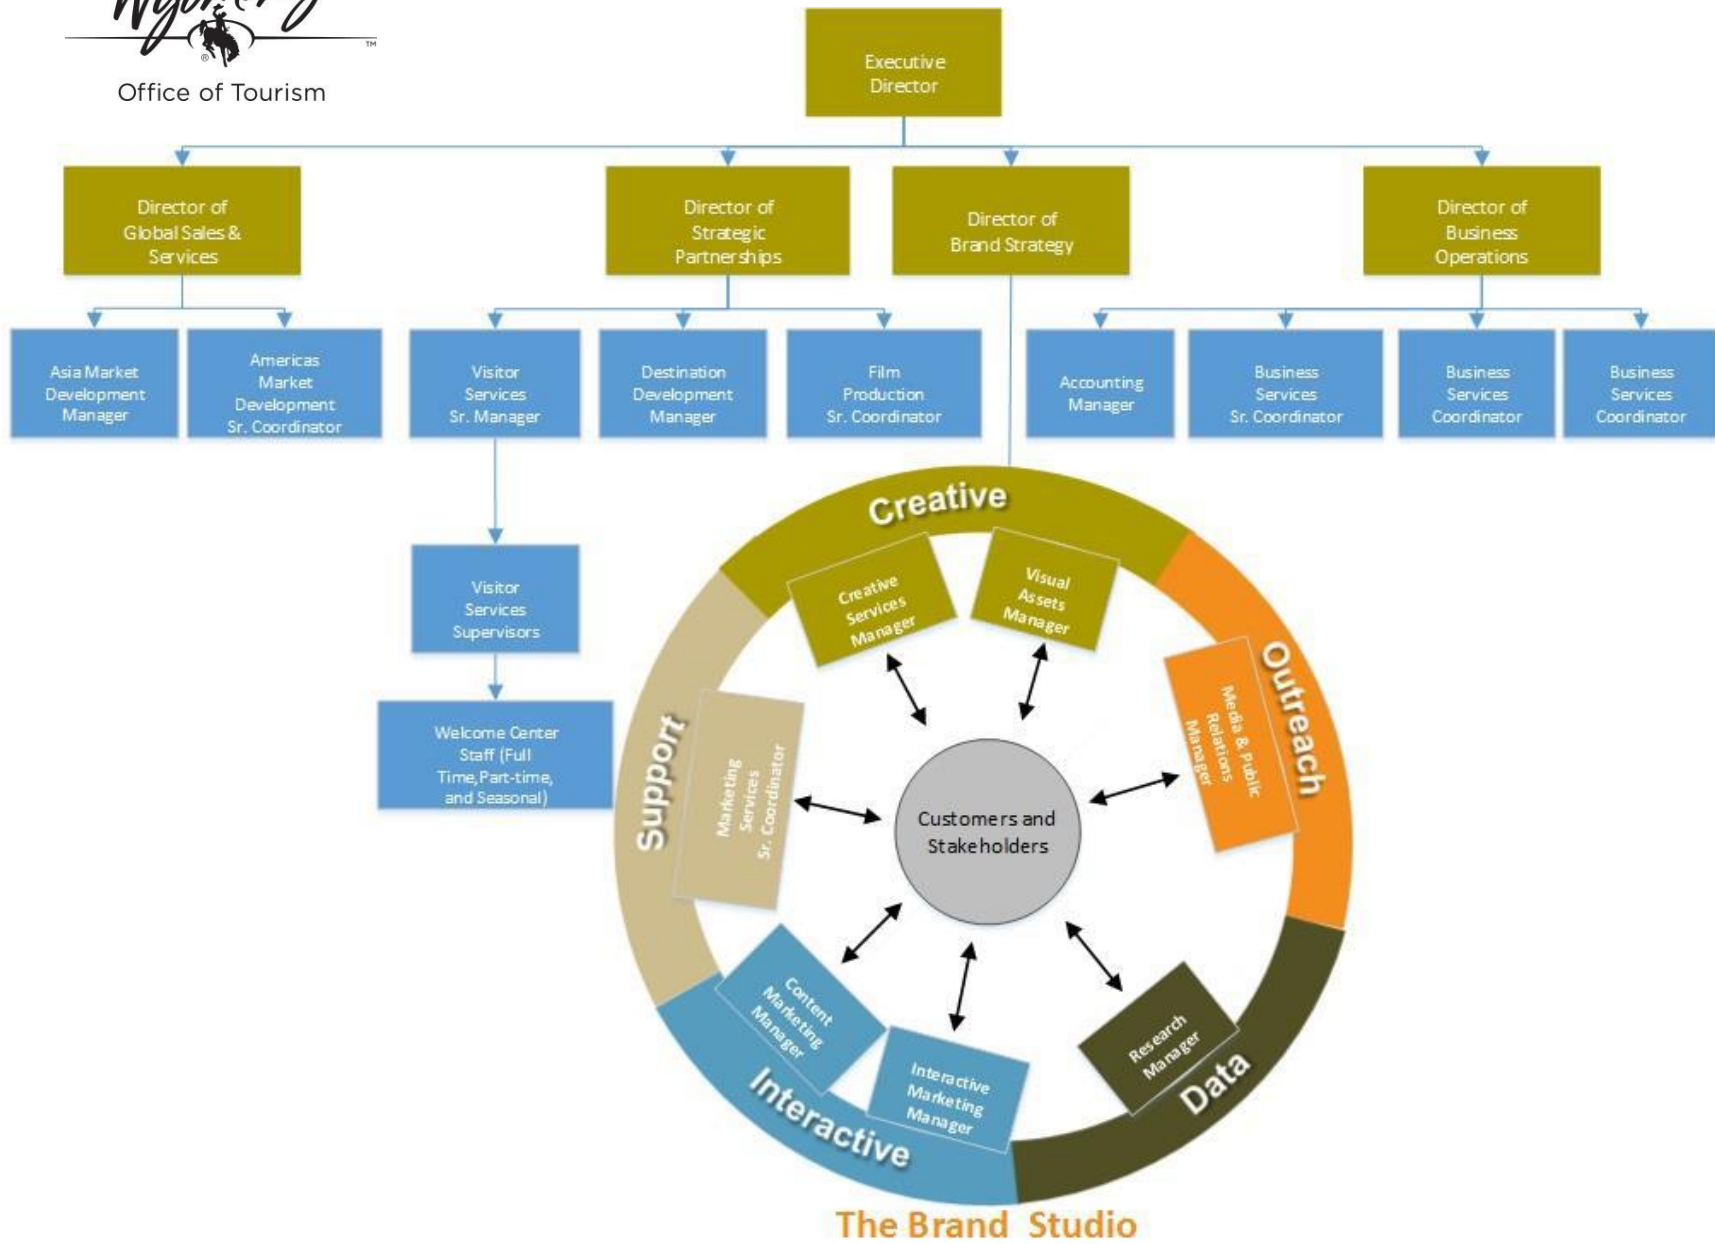 Wyoming
TM
®
Office of Tourism
Executive
Director
Director of
Global Sales &
Services
Director of
Strategic
Partnerships
Director of
Brand Strategy
Director of
Business
Operations
Asia Market
Development
Manager
Americas
Market
Development
Sr. Coordinator
Visitor
Services
Sr. Manager
Destination
Development
Manager
Film
Production
Sr. Coordinator
Accounting
Manager
Business
Services
Sr. Coordinator
Business
Services
Coordinator
Business
Services
Coordinator
Visitor
Services
Supervisors
Welcome Center
Staff (Full
Time,Part-time,
and Seasonal)
Creative
Creative
Services
Manager
Visual
Assets
Manager
Outreach
Media & Public
Relations
Manager
Support
Marketing
Services
Sr. Coordinator
Customers and
Stakeholders
Content
Marketing
Manager
Interactive
Marketing
Manager
Interactive
Research
Manager
Data
The Brand Studio